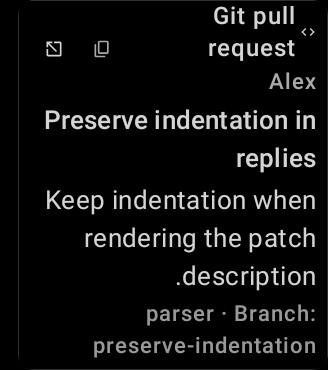 Git pull
request
Alex
Preserve indentation in
replies
Keep indentation when
rendering the patch
.description
parser · Branch:
preserve-indentation